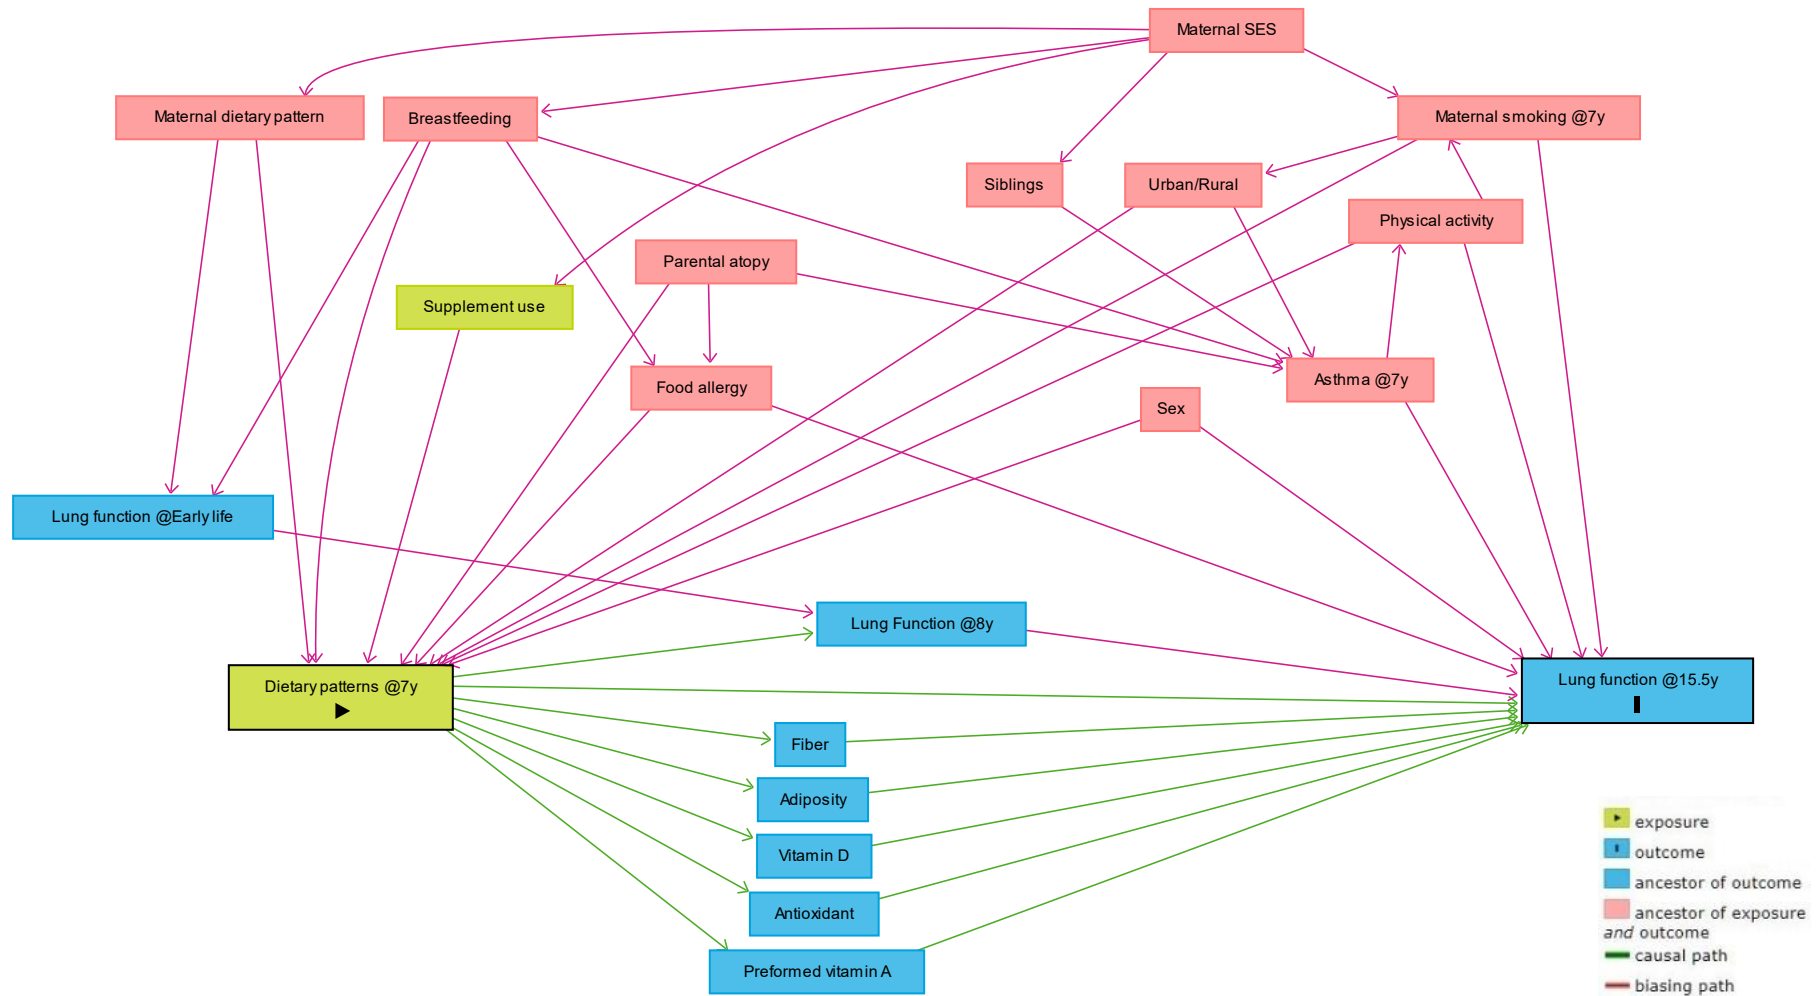 Maternal SES
Maternal dietary pattern
Breastfeeding
Maternal smoking @7y
Siblings
Urban/Rural
Physical activity
Parental atopy
Supplement use
Food allergy
Asthma @7y
Sex
Lung function @Early life
Lung Function @8y
Dietary patterns @7y
Lung function @15.5y
Fiber
Adiposity
Vitamin D
Antioxidant
Preformed vitamin A
exposure
outcome
ancestor of outcome
ancestor of exposure
and outcome
causal path
biasing path